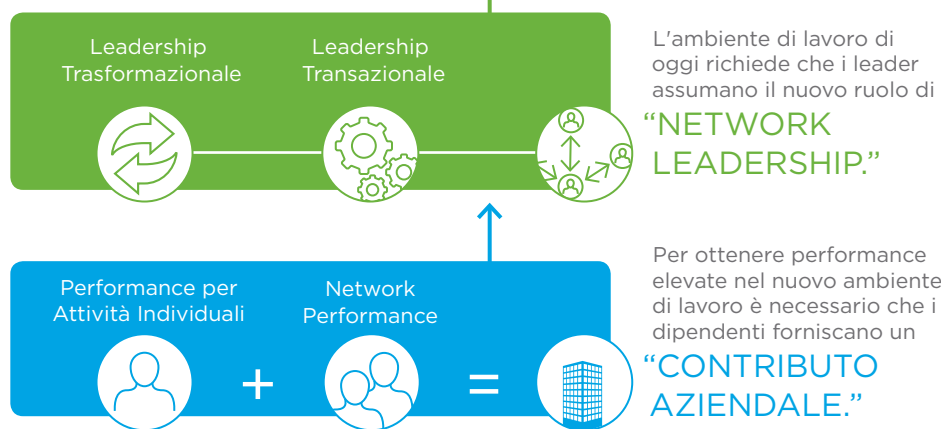 Leadership
Trasformazionale
Leadership
Transazionale
L'ambiente di lavoro di
oggi richiede che i leader
assumano il nuovo ruolo di
“NETWORK
LEADERSHIP.”
Performance per
Attività Individuali
Network
Performance
+
=
Per ottenere performance
elevate nel nuovo ambiente
di lavoro è necessario che i
dipendenti forniscano un
“CONTRIBUTO
AZIENDALE.”